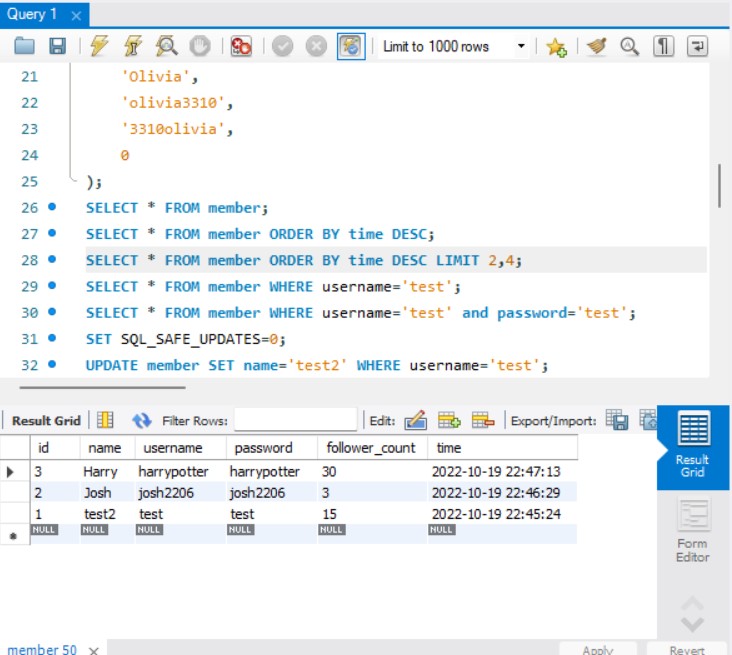 Query 1
Limit to 1000 rows
21 'Olivia',
22 'olivia3310',
23 '3310olivia',
24 0
25 );
26 SELECT * FROM member;
27 SELECT * FROM member ORDER BY time DESC;
28 SELECT * FROM member ORDER BY time DESC LIMIT 2,4;
29 SELECT * FROM member WHERE username='test';
30 SELECT * FROM member WHERE username='test' and password='test';
31 SET SQL_SAFE_UPDATES=0;
32 UPDATE member SET name='test2' WHERE username='test';
Result Grid Filter Rows: Edit: Export/Import:
id name username password follower_count time
3 Harry harrypotter harrypotter 30 2022-10-19 22:47:13
2 Josh josh2206 josh2206 3 2022-10-19 22:46:29
1 test2 test test 15 2022-10-19 22:45:24
NULL NULL NULL NULL NULL NULL
Result
Grid
Form
Editor
member 50
Apply Revert